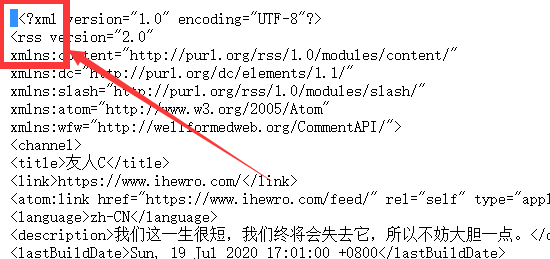 <?xml version="1.0" encoding="UTF-8"?>
<rss version="2.0"
xmlns:content="http://purl.org/rss/1.0/modules/content/"
xmlns:dc="http://purl.org/dc/elements/1.1/"
xmlns:slash="http://purl.org/rss/1.0/modules/slash/"
xmlns:atom="http://www.w3.org/2005/Atom"
xmlns:wfw="http://wellformedweb.org/CommentAPI/">
<channel>
<title>友人C</title>
<link>https://www.ihewro.com/</link>
<atom:link href="https://www.ihewro.com/feed/" rel="self" type="appl
<language>zh-CN</language>
<description>我们这一生很短，我们终将会失去它，所以不妨大胆一点。</d
<lastBuildDate>Sun, 19 Jul 2020 17:01:00 +0800</lastBuildDate>